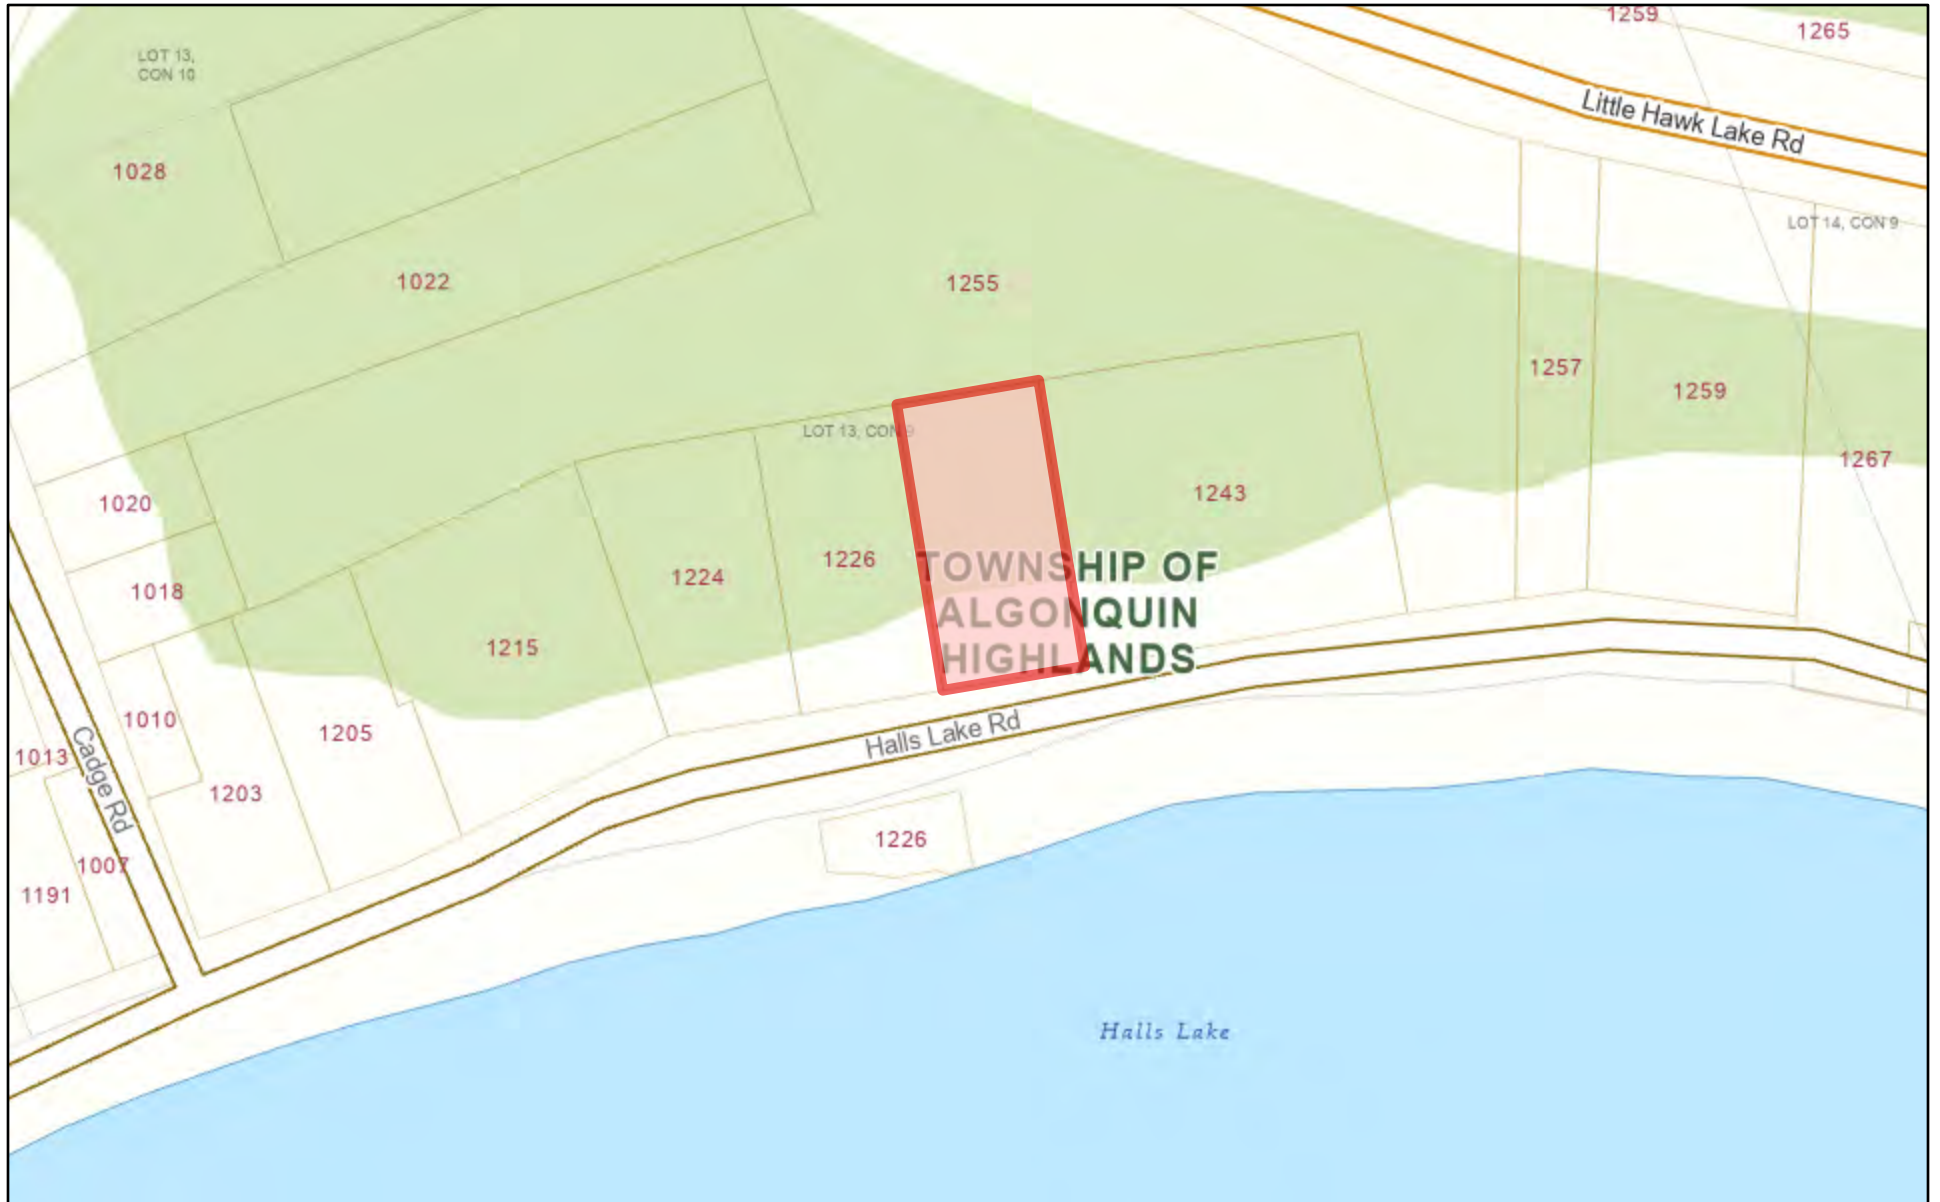 1259
1265
LOT 13,
CON 10
Little Hawk Lake Rd
1028
LOT 14, CON 9
1022
1255
1257
1259
LOT 13, CON 9
1267
1020
1243
1018
1224
1226
TOWNSHIP OF
ALGONQUIN
HIGHLANDS
1215
1010
1205
Halls Lake Rd
1013
Cadge Rd
1203
1226
1007
1191
Halls Lake